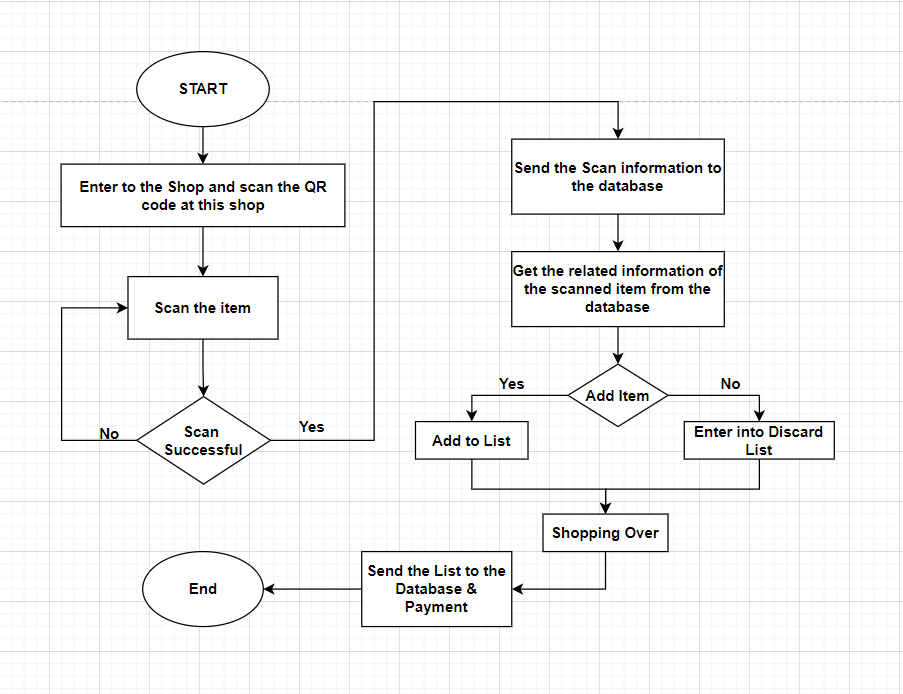 START
Enter to the Shop and scan the QR
code at this shop
Scan the item
Scan
Successful
No
Yes
Send the Scan information to
the database
Get the related information of
the scanned item from the
database
Add Item
Yes
No
Add to List
Enter into Discard
List
Shopping Over
Send the List to the
Database &
Payment
End